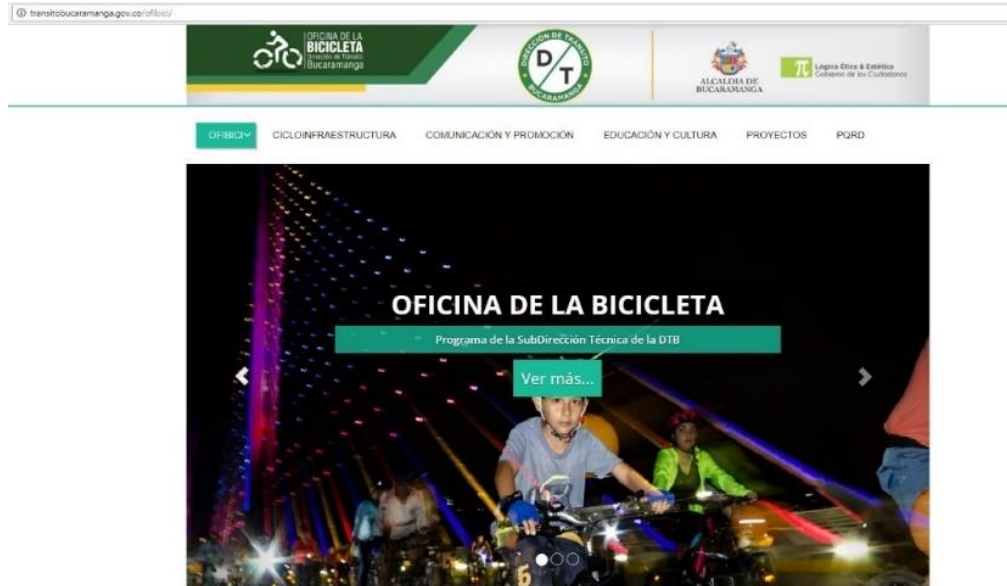 transitobucaramanga.gov.co/ofibici/
OFICINA DE LA
BICICLETA
Dirección de Tránsito
Bucaramanga
DIRECCIÓN DE TRÁNSITO
D/T
BUCARAMANGA
ALCALDIA DE
BUCARAMANGA
π
Lógica Ética & Estética
Gobierno de los Ciudadanos
OFIBICI
CICLOINFRAESTRUCTURA
COMUNICACIÓN Y PROMOCIÓN
EDUCACIÓN Y CULTURA
PROYECTOS
PQRD
OFICINA DE LA BICICLETA
Programa de la SubDirección Técnica de la DTB
Ver más...